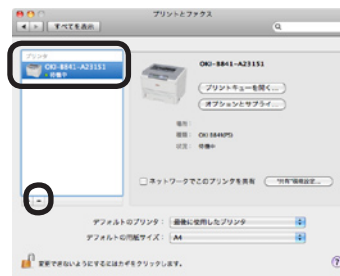 プリントとファクス
すべてを表示
プリンタ
OKI-B841-A23151
待機中
OKI-B841-A23151
プリントキューを開く...
オプションとサプライ...
場所:
種類: OKI B841(PS)
状況: 待機中
ネットワークでこのプリンタを共有
"共有"環境設定...
デフォルトのプリンタ: 最後に使用したプリンタ
デフォルトの用紙サイズ: A4
変更できないようにするにはカギをクリックします。
?